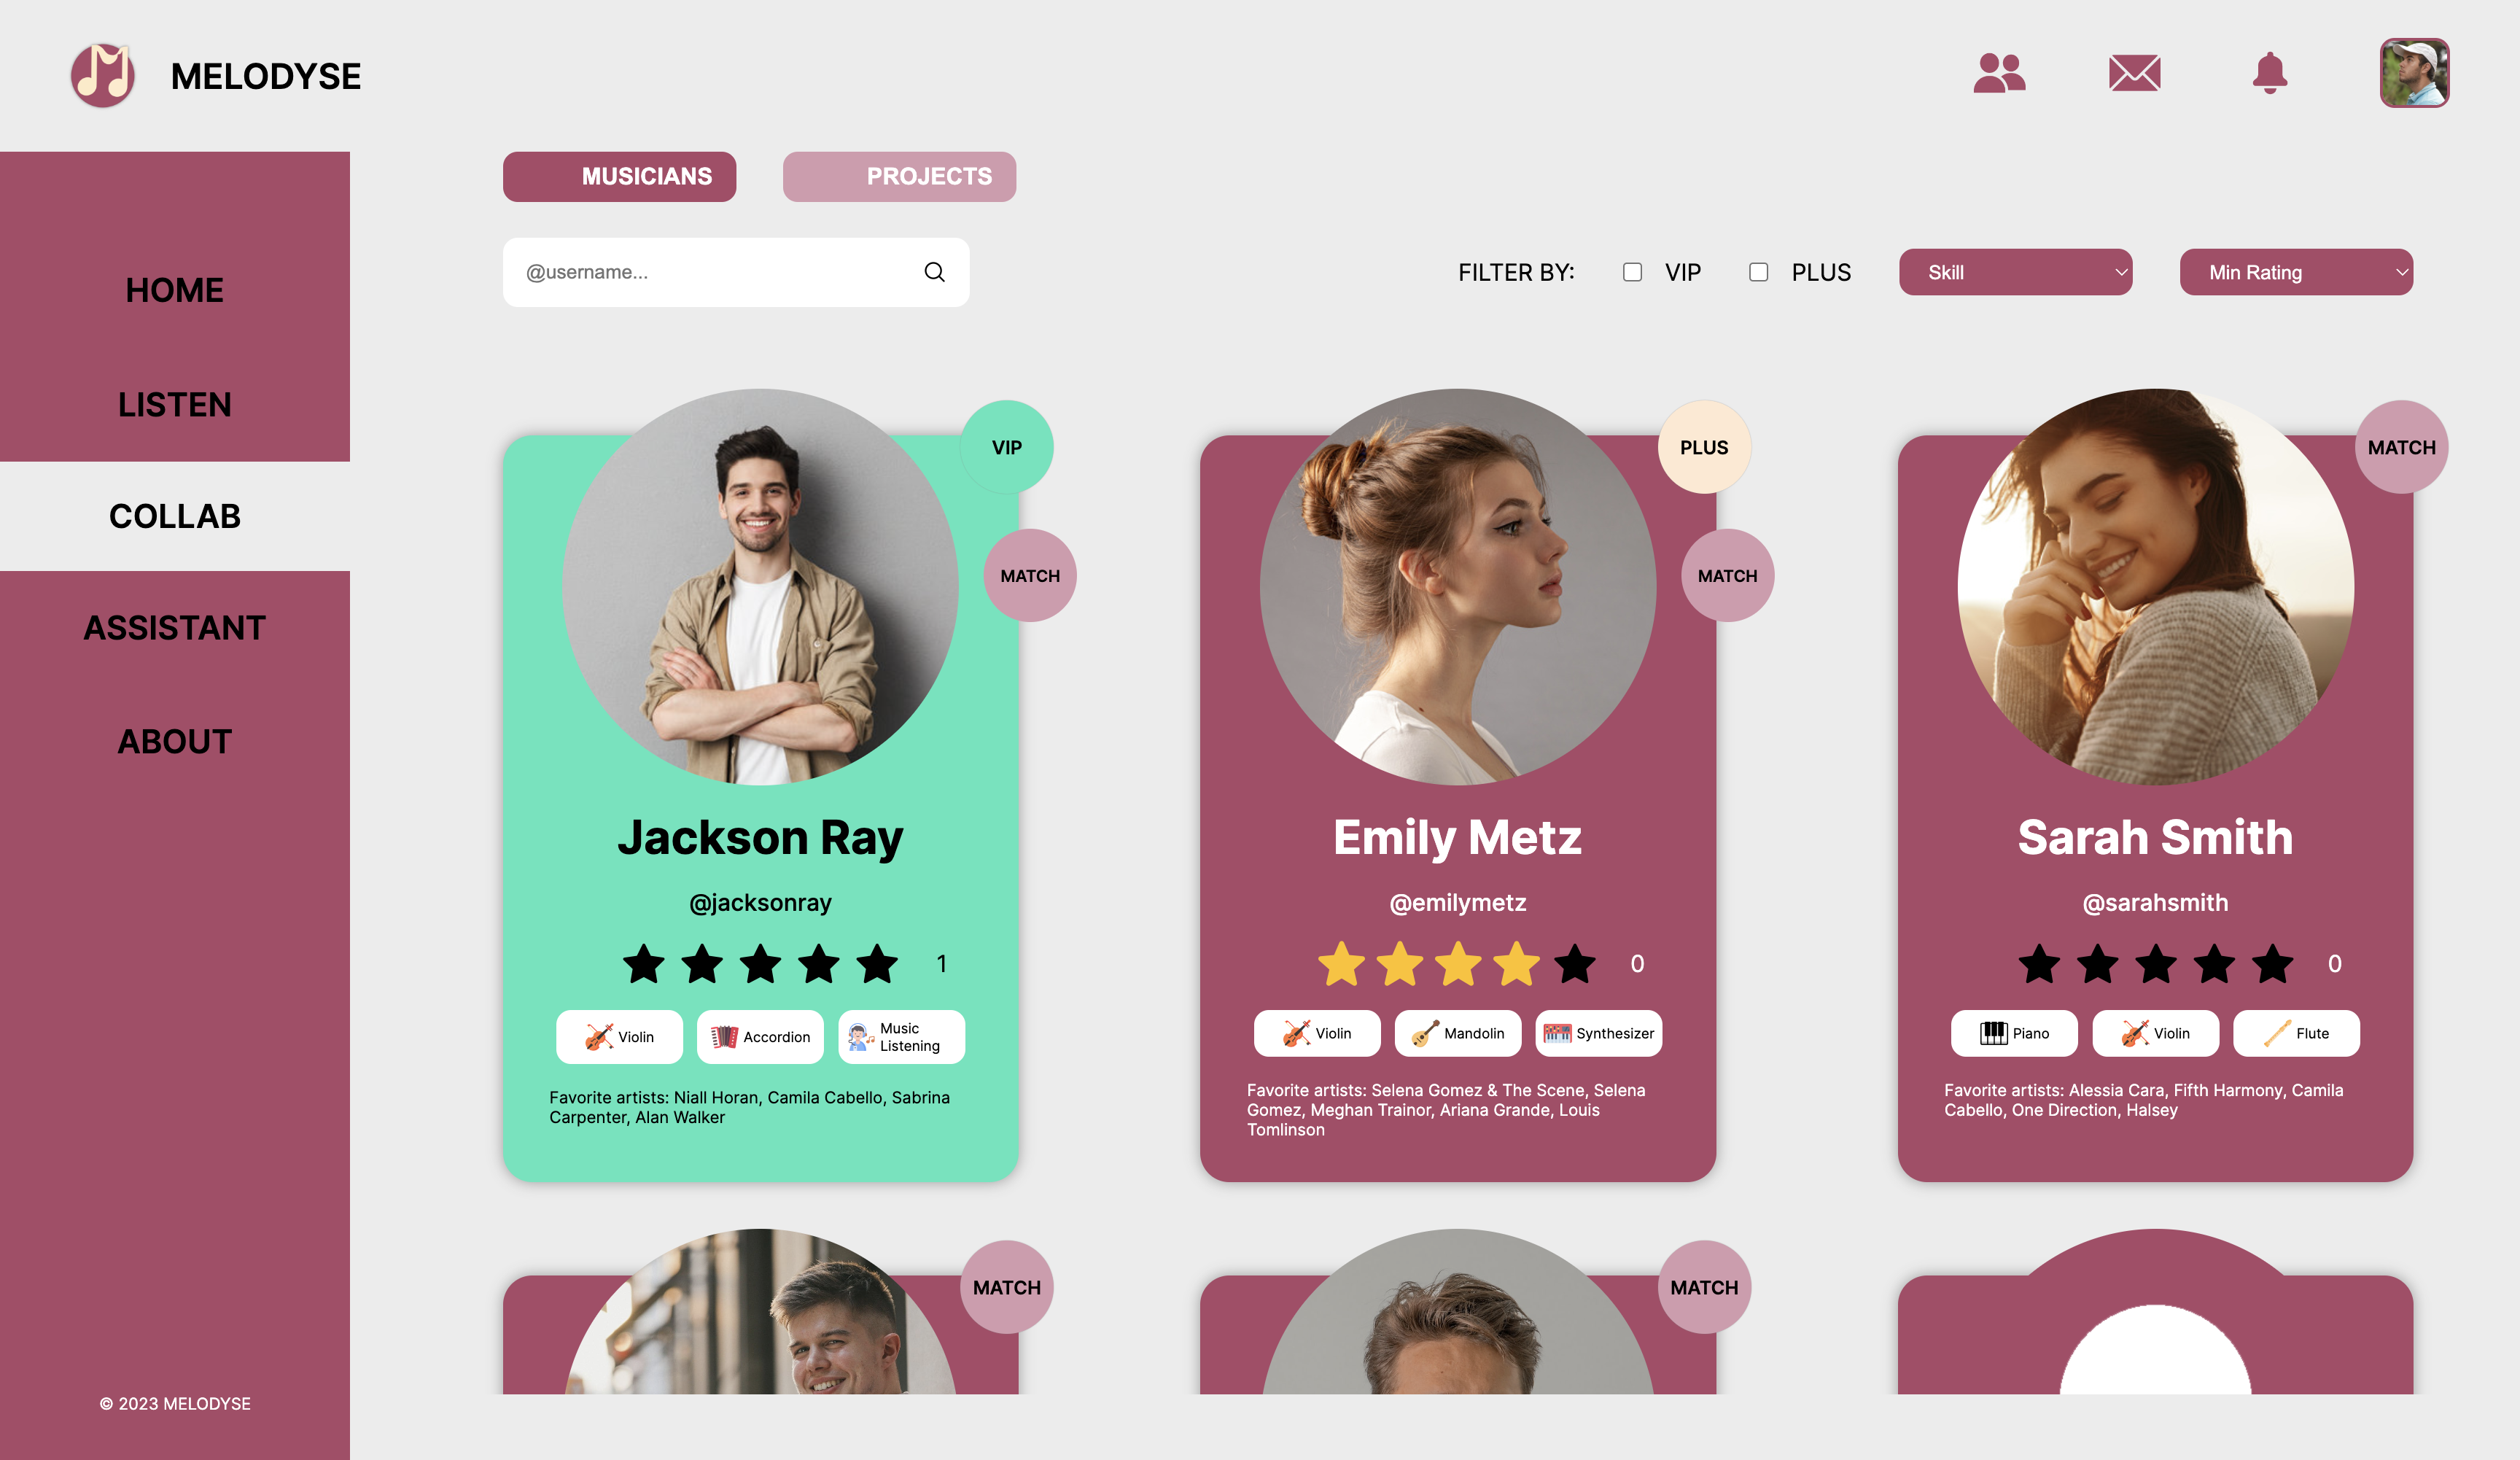 MELODYSE
MUSICIANS
PROJECTS
@username...
FILTER BY:
VIP
PLUS
Skill
Min Rating
HOME
LISTEN
COLLAB
ASSISTANT
ABOUT
© 2023 MELODYSE
VIP
MATCH
Jackson Ray
@jacksonray
1
Violin
Accordion
Music
Listening
Favorite artists: Niall Horan, Camila Cabello, Sabrina
Carpenter, Alan Walker
PLUS
MATCH
Emily Metz
@emilymetz
0
Violin
Mandolin
Synthesizer
Favorite artists: Selena Gomez & The Scene, Selena
Gomez, Meghan Trainor, Ariana Grande, Louis
Tomlinson
MATCH
Sarah Smith
@sarahsmith
0
Piano
Violin
Flute
Favorite artists: Alessia Cara, Fifth Harmony, Camila
Cabello, One Direction, Halsey
MATCH
MATCH